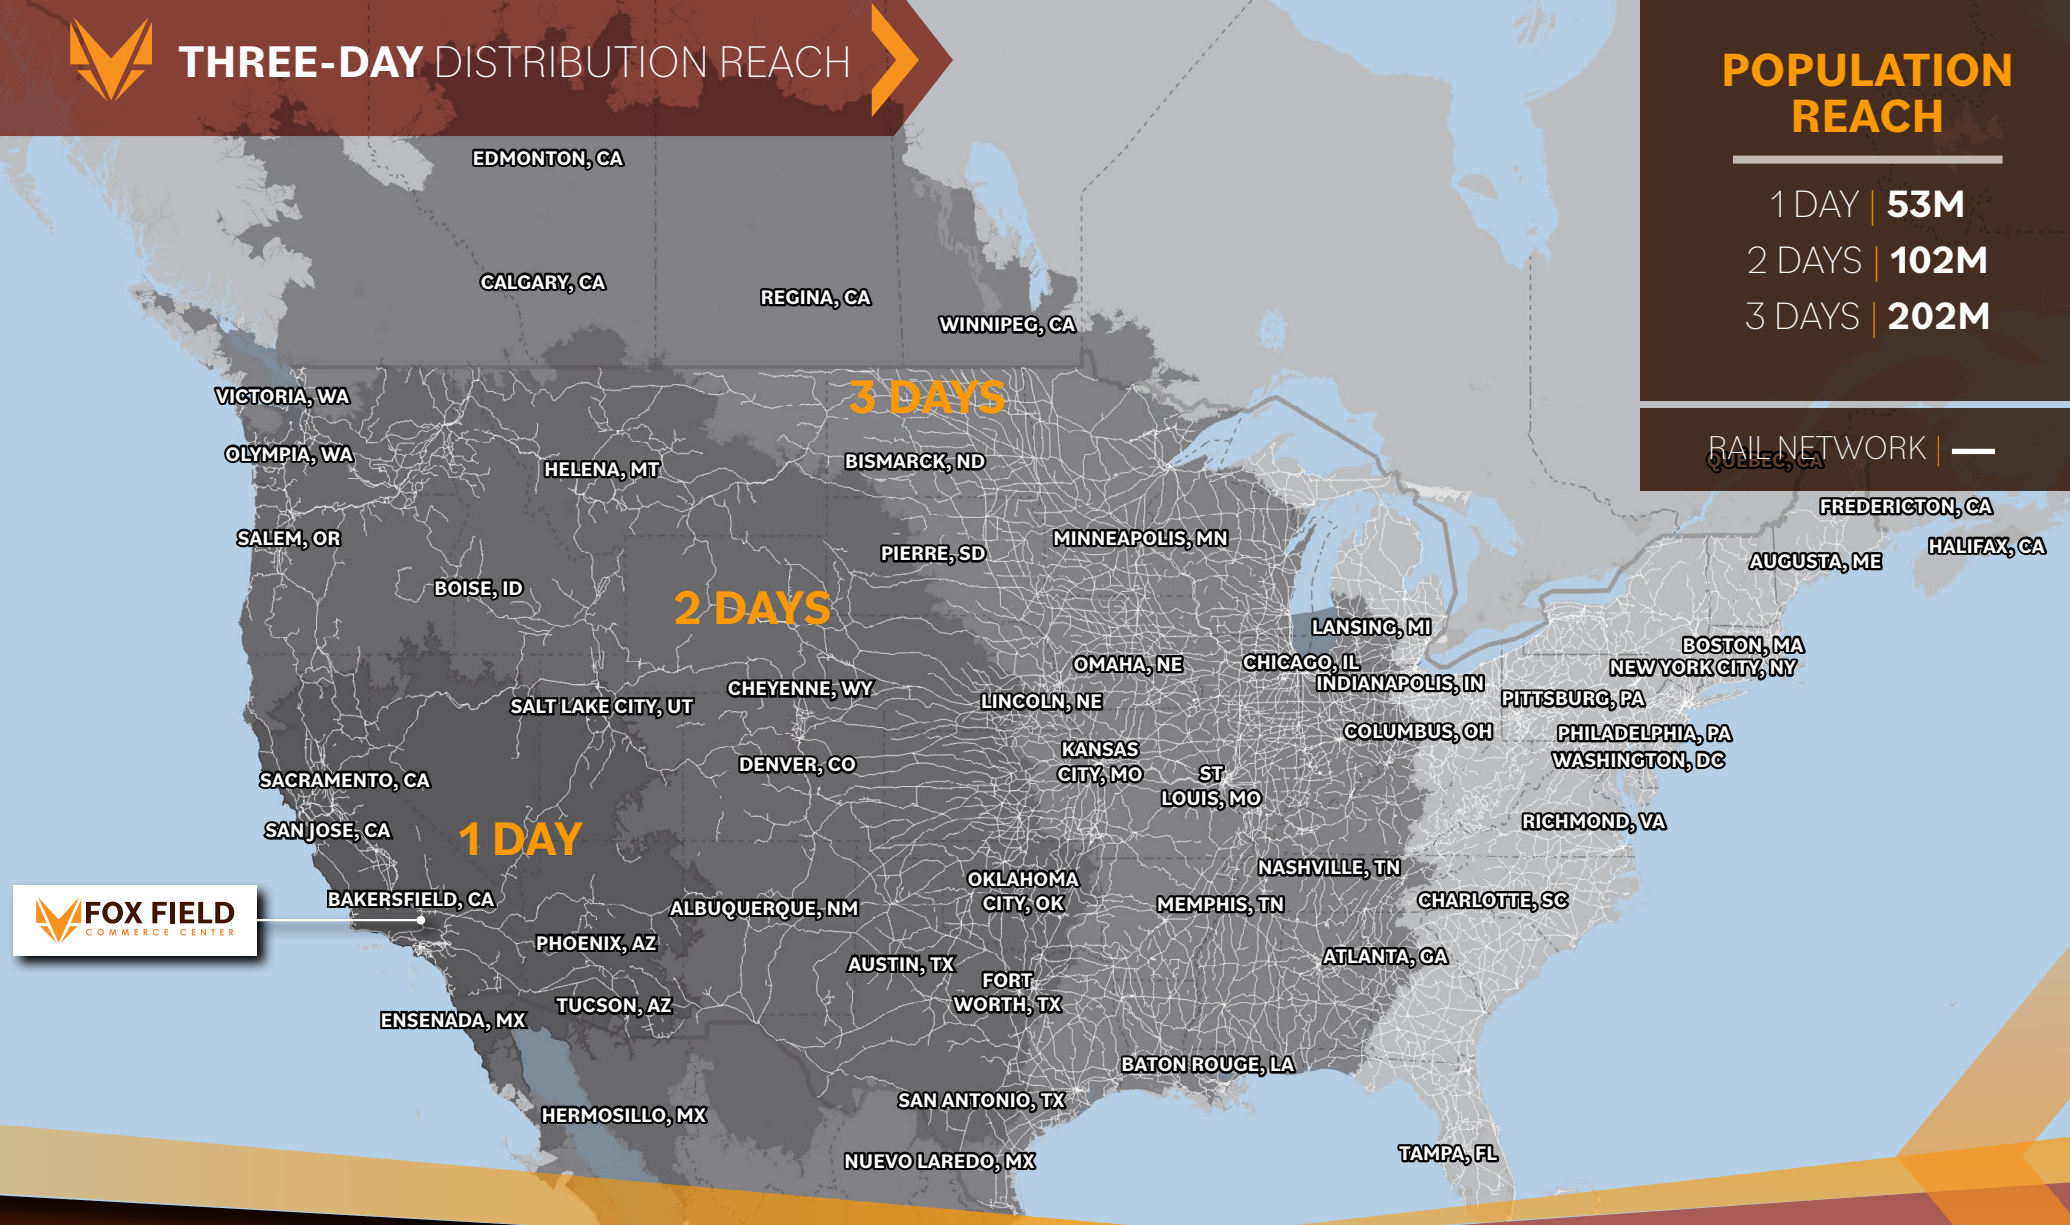 THREE-DAY DISTRIBUTION REACH
POPULATION
REACH
1 DAY | 53M
2 DAYS | 102M
3 DAYS | 202M
RAIL NETWORK |
QUEBEC, CA
EDMONTON, CA
CALGARY, CA
REGINA, CA
WINNIPEG, CA
3 DAYS
VICTORIA, WA
OLYMPIA, WA
HELENA, MT
BISMARCK, ND
FREDERICTON, CA
HALIFAX, CA
SALEM, OR
PIERRE, SD
MINNEAPOLIS, MN
AUGUSTA, ME
BOISE, ID
2 DAYS
LANSING, MI
BOSTON, MA
NEW YORK CITY, NY
OMAHA, NE
CHICAGO, IL
INDIANAPOLIS, IN
CHEYENNE, WY
SALT LAKE CITY, UT
LINCOLN, NE
PITTSBURG, PA
COLUMBUS, OH
PHILADELPHIA, PA
WASHINGTON, DC
KANSAS
CITY, MO
DENVER, CO
ST
LOUIS, MO
SACRAMENTO, CA
SAN JOSE, CA
1 DAY
RICHMOND, VA
NASHVILLE, TN
OKLAHOMA
CITY, OK
BAKERSFIELD, CA
ALBUQUERQUE, NM
MEMPHIS, TN
CHARLOTTE, SC
FOX FIELD
COMMERCE CENTER
PHOENIX, AZ
AUSTIN, TX
FORT
WORTH, TX
ATLANTA, GA
TUCSON, AZ
ENSENADA, MX
BATON ROUGE, LA
SAN ANTONIO, TX
HERMOSILLO, MX
NUEVO LAREDO, MX
TAMPA, FL